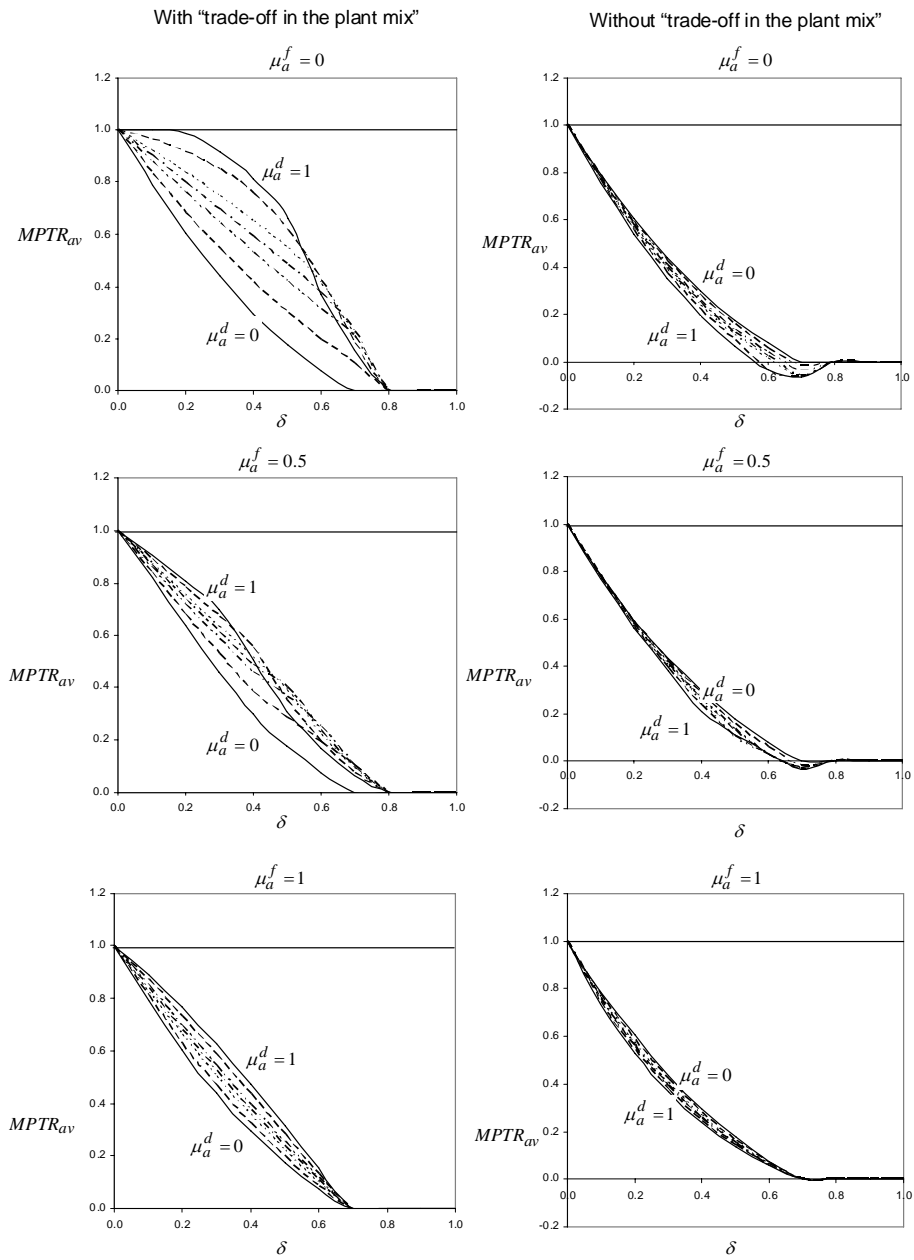 With “trade-off in the plant mix”
Without “trade-off in the plant mix”
μ_a^f = 0
1.2
1.0
0.8
0.6
0.4
0.2
0.0
MPTR_av
μ_a^d = 1
μ_a^d = 0
0.0 0.2 0.4 0.6 0.8 1.0
δ
μ_a^f = 0
1.2
1.0
0.8
0.6
0.4
0.2
0.0
-0.2
MPTR_av
μ_a^d = 0
μ_a^d = 1
0.0 0.2 0.4 0.6 0.8 1.0
δ
μ_a^f = 0.5
1.2
1.0
0.8
0.6
0.4
0.2
0.0
MPTR_av
μ_a^d = 1
μ_a^d = 0
0.0 0.2 0.4 0.6 0.8 1.0
δ
μ_a^f = 0.5
1.2
1.0
0.8
0.6
0.4
0.2
0.0
-0.2
MPTR_av
μ_a^d = 0
μ_a^d = 1
0.0 0.2 0.4 0.6 0.8 1.0
δ
μ_a^f = 1
1.2
1.0
0.8
0.6
0.4
0.2
0.0
MPTR_av
μ_a^d = 1
μ_a^d = 0
0.0 0.2 0.4 0.6 0.8 1.0
δ
μ_a^f = 1
1.2
1.0
0.8
0.6
0.4
0.2
0.0
-0.2
MPTR_av
μ_a^d = 0
μ_a^d = 1
0.0 0.2 0.4 0.6 0.8 1.0
δ